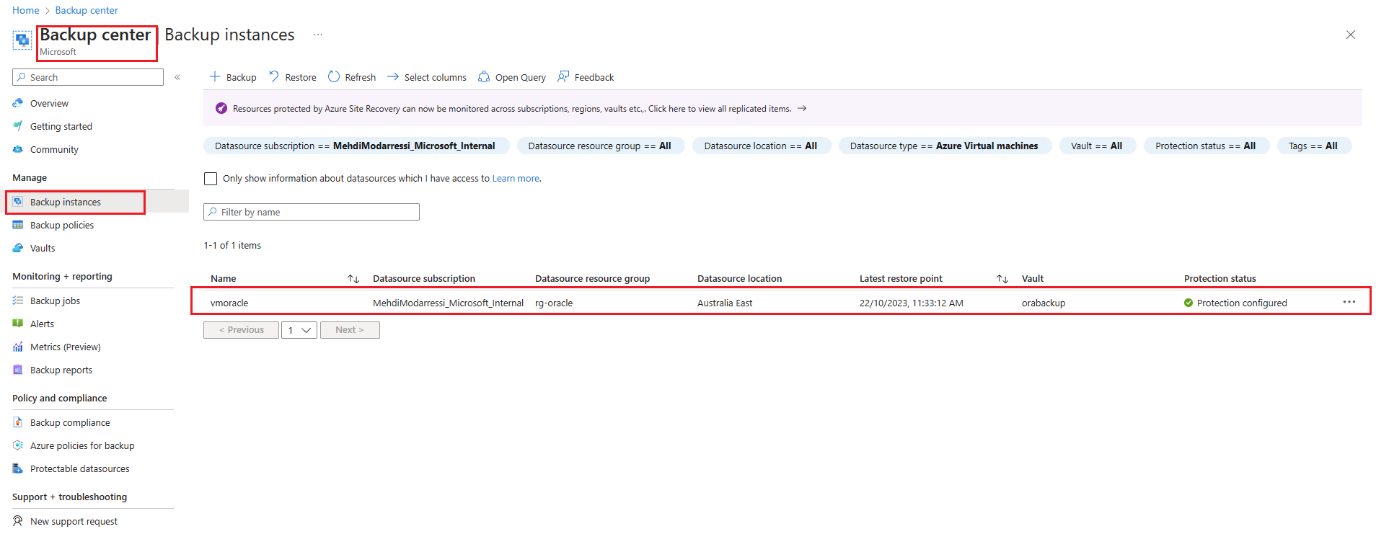 Home > Backup center
Backup center | Backup instances ...
Microsoft
Search
«
+ Backup Restore Refresh Select columns Open Query Feedback
Overview
Getting started
Community
Manage
Backup instances
Backup policies
Vaults
Monitoring + reporting
Backup jobs
Alerts
Metrics (Preview)
Backup reports
Policy and compliance
Backup compliance
Azure policies for backup
Protectable datasources
Support + troubleshooting
New support request
Resources protected by Azure Site Recovery can now be monitored across subscriptions, regions, vaults etc,. Click here to view all replicated items. →
Datasource subscription == MehdiModarressi_Microsoft_Internal Datasource resource group == All Datasource location == All Datasource type == Azure Virtual machines Vault == All Protection status == All Tags == All
Only show information about datasources which I have access to Learn more.
Filter by name
1-1 of 1 items
Name ↑↓ Datasource subscription Datasource resource group Datasource location Latest restore point ↑↓ Vault Protection status
vmoracle MehdiModarressi_Microsoft_Internal rg-oracle Australia East 22/10/2023, 11:33:12 AM orabackup Protection configured ...
< Previous 1 Next >